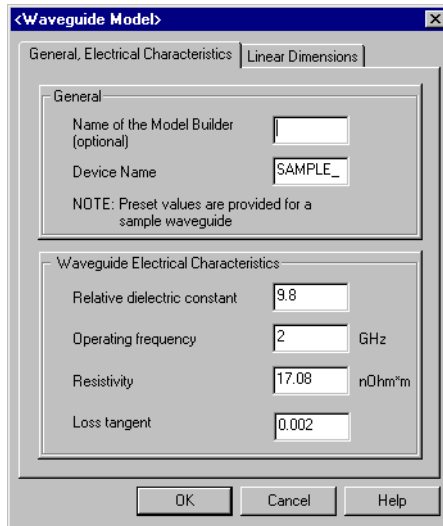 <Waveguide Model>
General, Electrical Characteristics
Linear Dimensions
General
Name of the Model Builder
(optional)
Device Name
SAMPLE_
NOTE: Preset values are provided for a
sample waveguide
Waveguide Electrical Characteristics
Relative dielectric constant
9.8
Operating frequency
2
GHz
Resistivity
17.08
nOhm*m
Loss tangent
0.002
OK
Cancel
Help